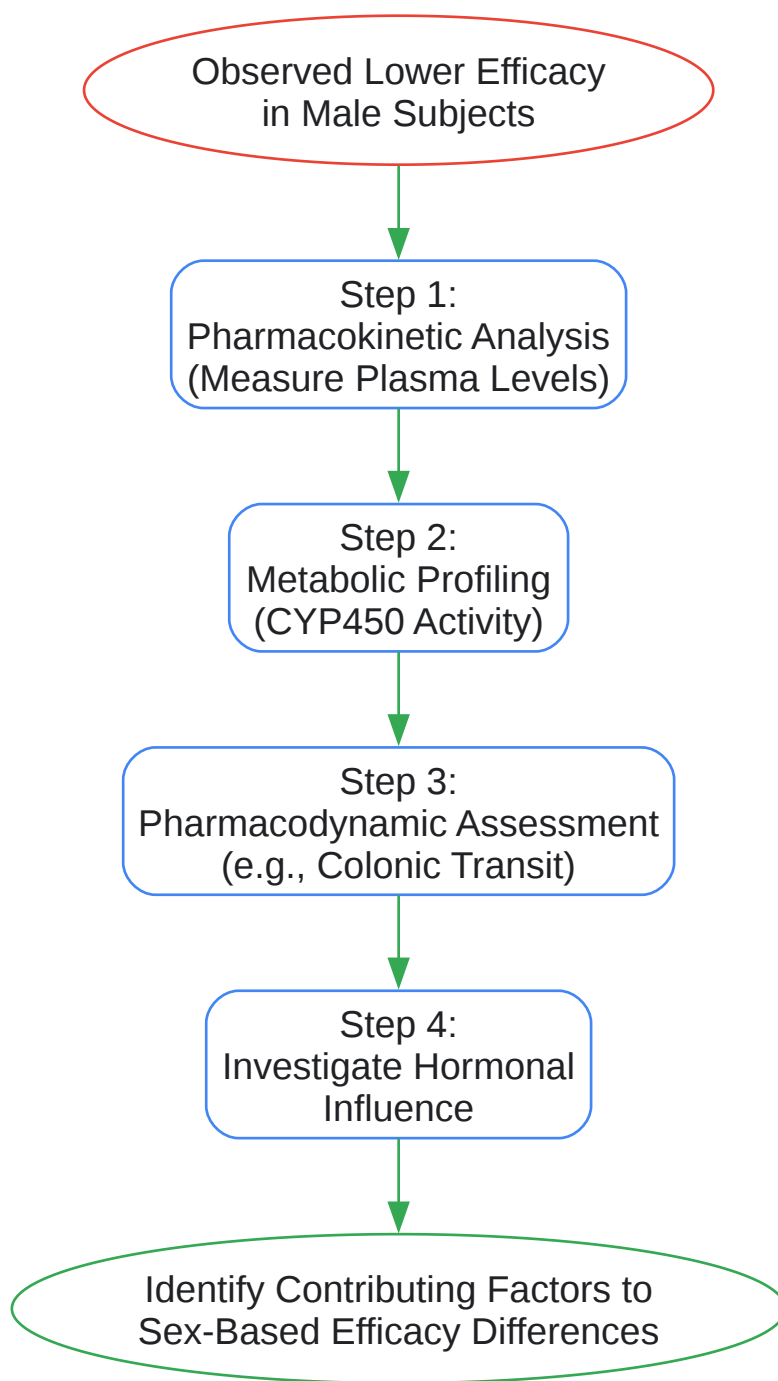 Observed Lower Efficacy
in Male Subjects
Step 1:
Pharmacokinetic Analysis
(Measure Plasma Levels)
Step 2:
Metabolic Profiling
(CYP450 Activity)
Step 3:
Pharmacodynamic Assessment
(e.g., Colonic Transit)
Step 4:
Investigate Hormonal
Influence
Identify Contributing Factors to
Sex-Based Efficacy Differences